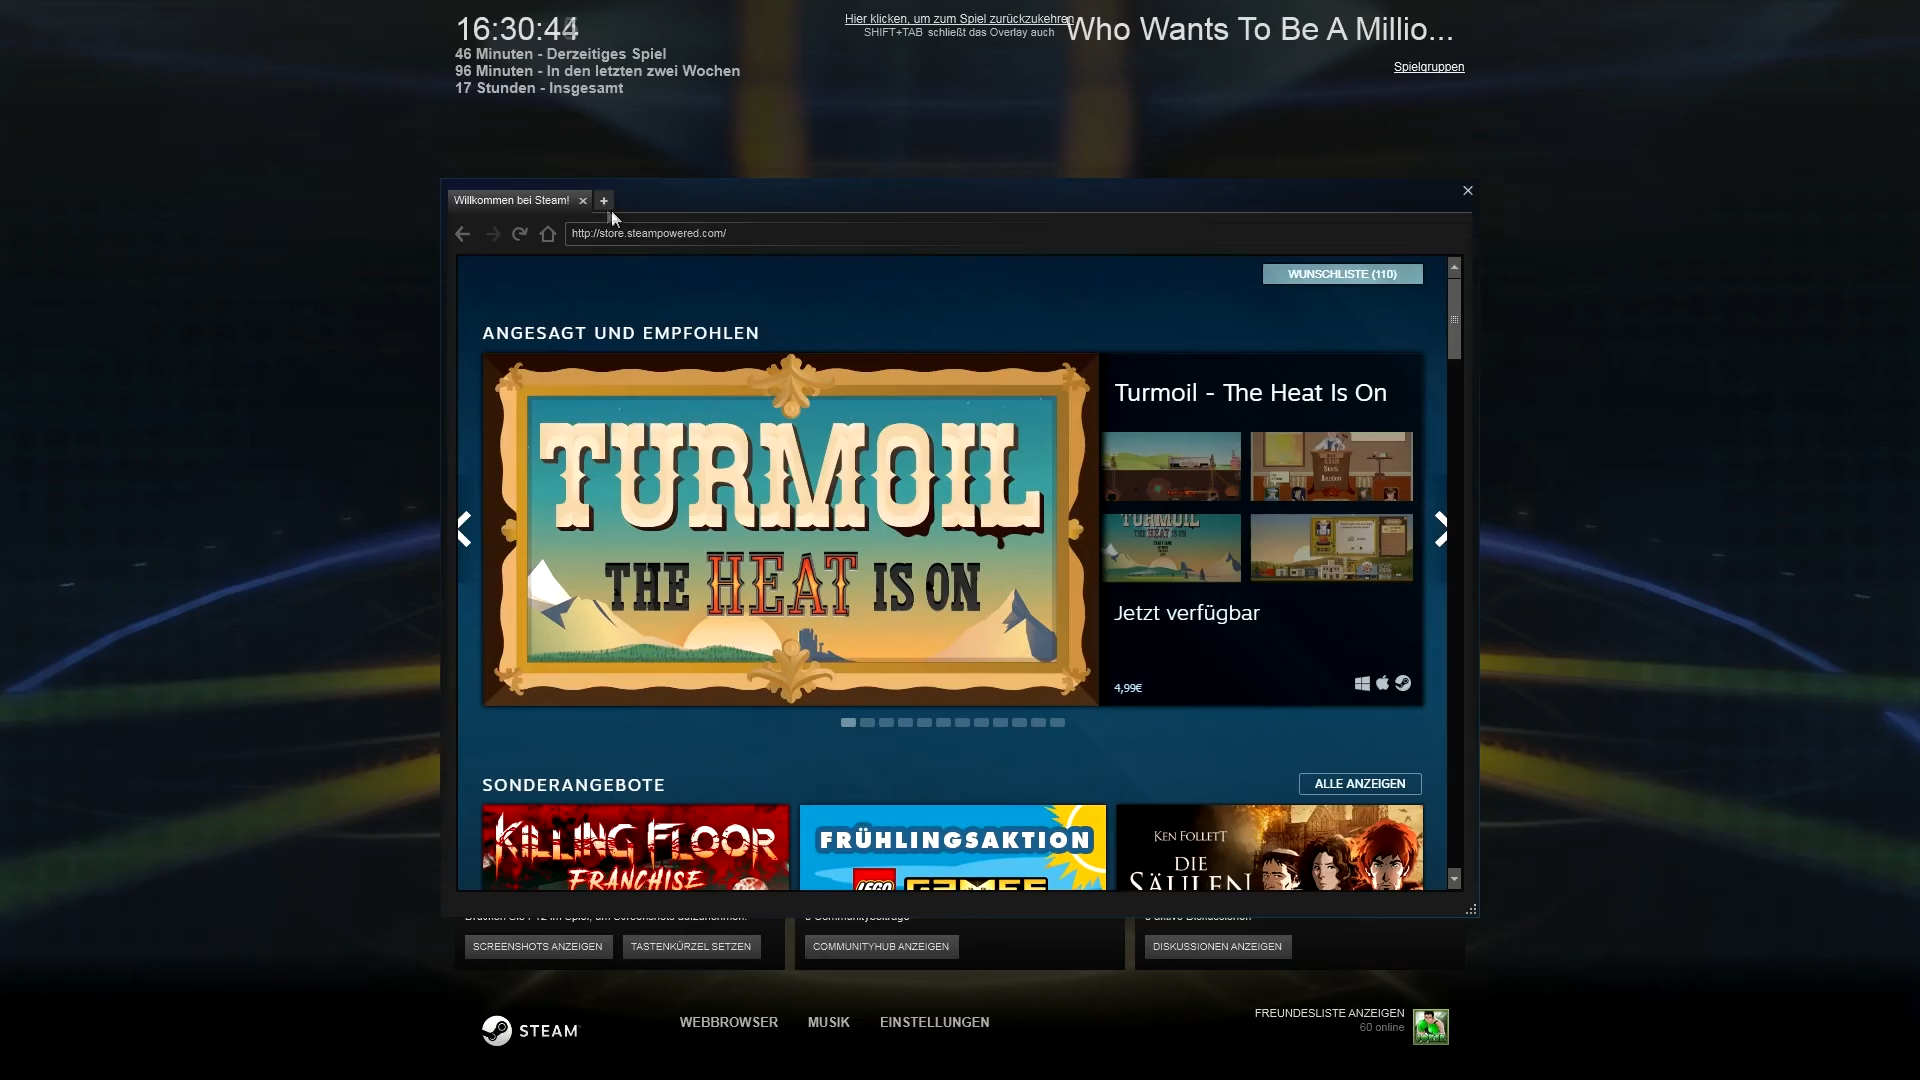 16:30:44
46 Minuten - Derzeitiges Spiel
96 Minuten - In den letzten zwei Wochen
17 Stunden - Insgesamt
Hier klicken, um zum Spiel zurückzukehren
SHIFT+TAB schließt das Overlay auch
Who Wants To Be A Millio...
Spielgruppen
Willkommen bei Steam!
http://store.steampowered.com/
WUNSCHLISTE (110)
ANGESAGT UND EMPFOHLEN
TURMOIL
THE HEAT IS ON
Turmoil - The Heat Is On
Jetzt verfügbar
4,99€
SONDERANGEBOTE
ALLE ANZEIGEN
KILLING FLOOR
FRANCHISE
FRÜHLINGSAKTION
LEGO GAMES
KEN FOLLETT
DIE
SÄULEN
SCREENSHOTS ANZEIGEN
TASTENKÜRZEL SETZEN
COMMUNITYHUB ANZEIGEN
DISKUSSIONEN ANZEIGEN
STEAM
WEBBROWSER
MUSIK
EINSTELLUNGEN
FREUNDESLISTE ANZEIGEN
60 online